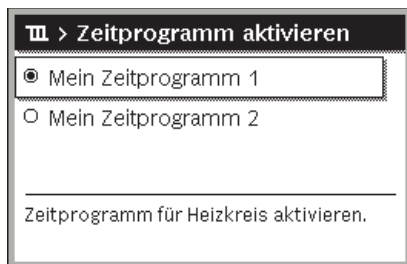 > Zeitprogramm aktivieren
Mein Zeitprogramm 1
Mein Zeitprogramm 2
Zeitprogramm für Heizkreis aktivieren.